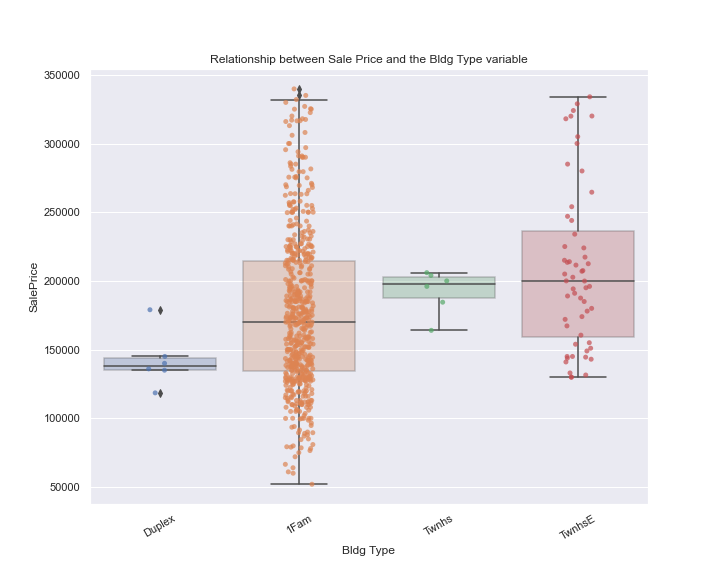 Relationship between Sale Price and the Bldg Type variable
350000
300000
250000
200000
150000
100000
50000
SalePrice
Duplex
1Fam
Twnhs
TwnhsE
Bldg Type